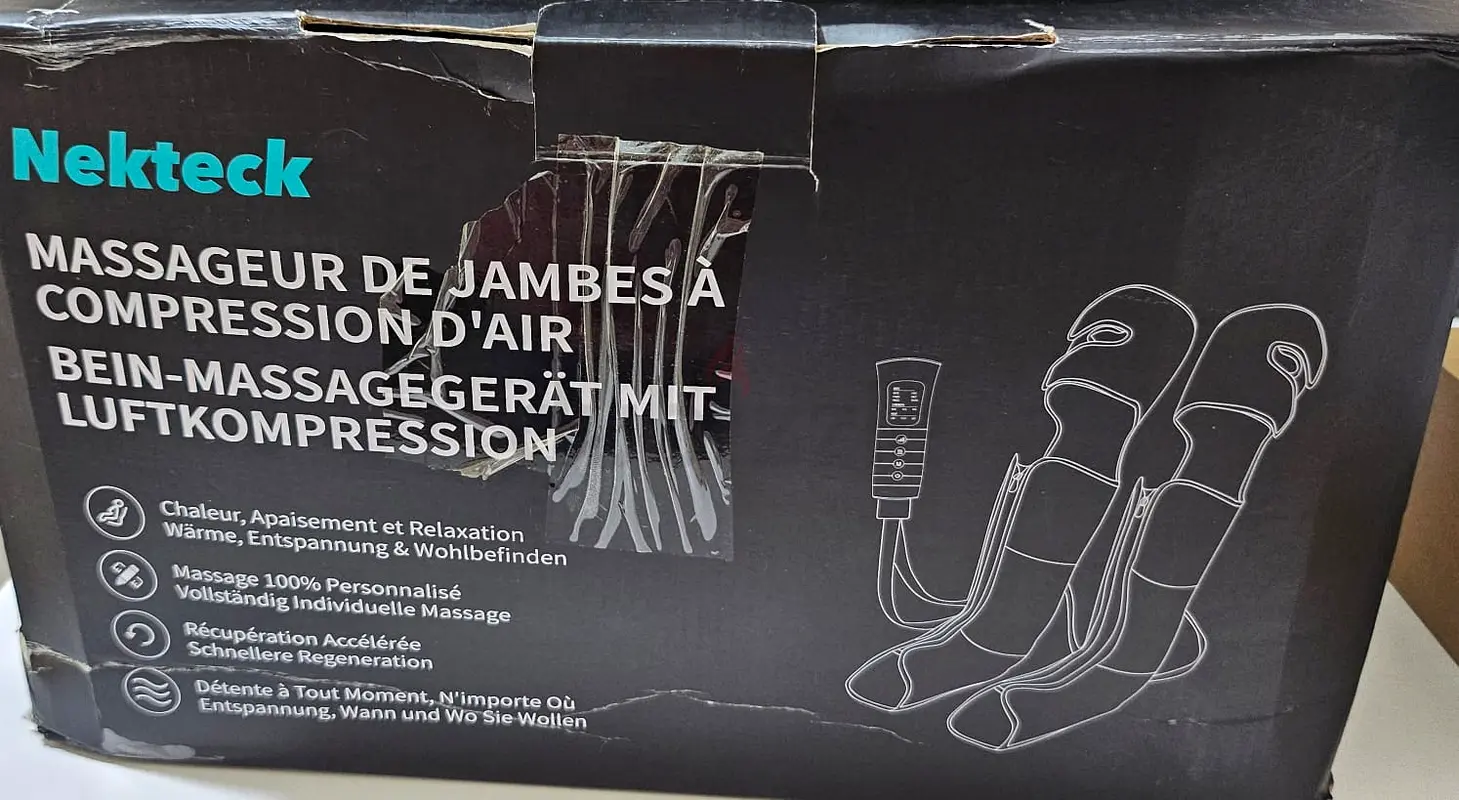 Nekteck
MASSAGEUR DE JAMBES À
COMPRESSION D'AIR
BEIN-MASSAGEGERÄT MIT
LUFTKOMPRESSION
Chaleur, Apaisement et Relaxation
Wärme, Entspannung & Wohlbefinden
Massage 100% Personnalisé
Vollständig Individuelle Massage
Récupération Accélérée
Schnellere Regeneration
Détente à Tout Moment, N'importe Où
Entspannung, Wann und Wo Sie Wollen